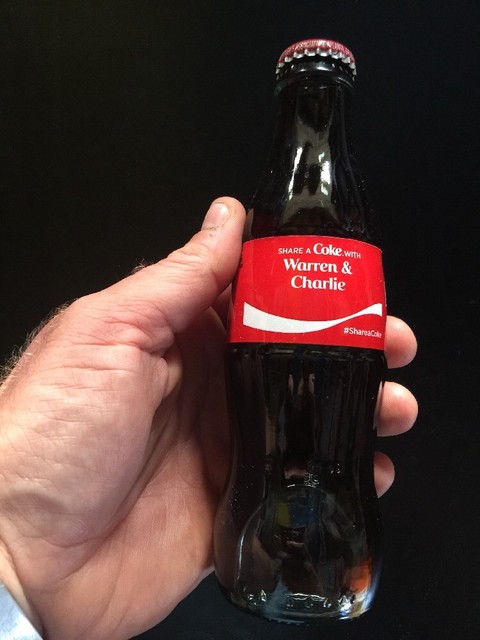 SHARE A Coke WITH
Warren &
Charlie
#ShareaCoke